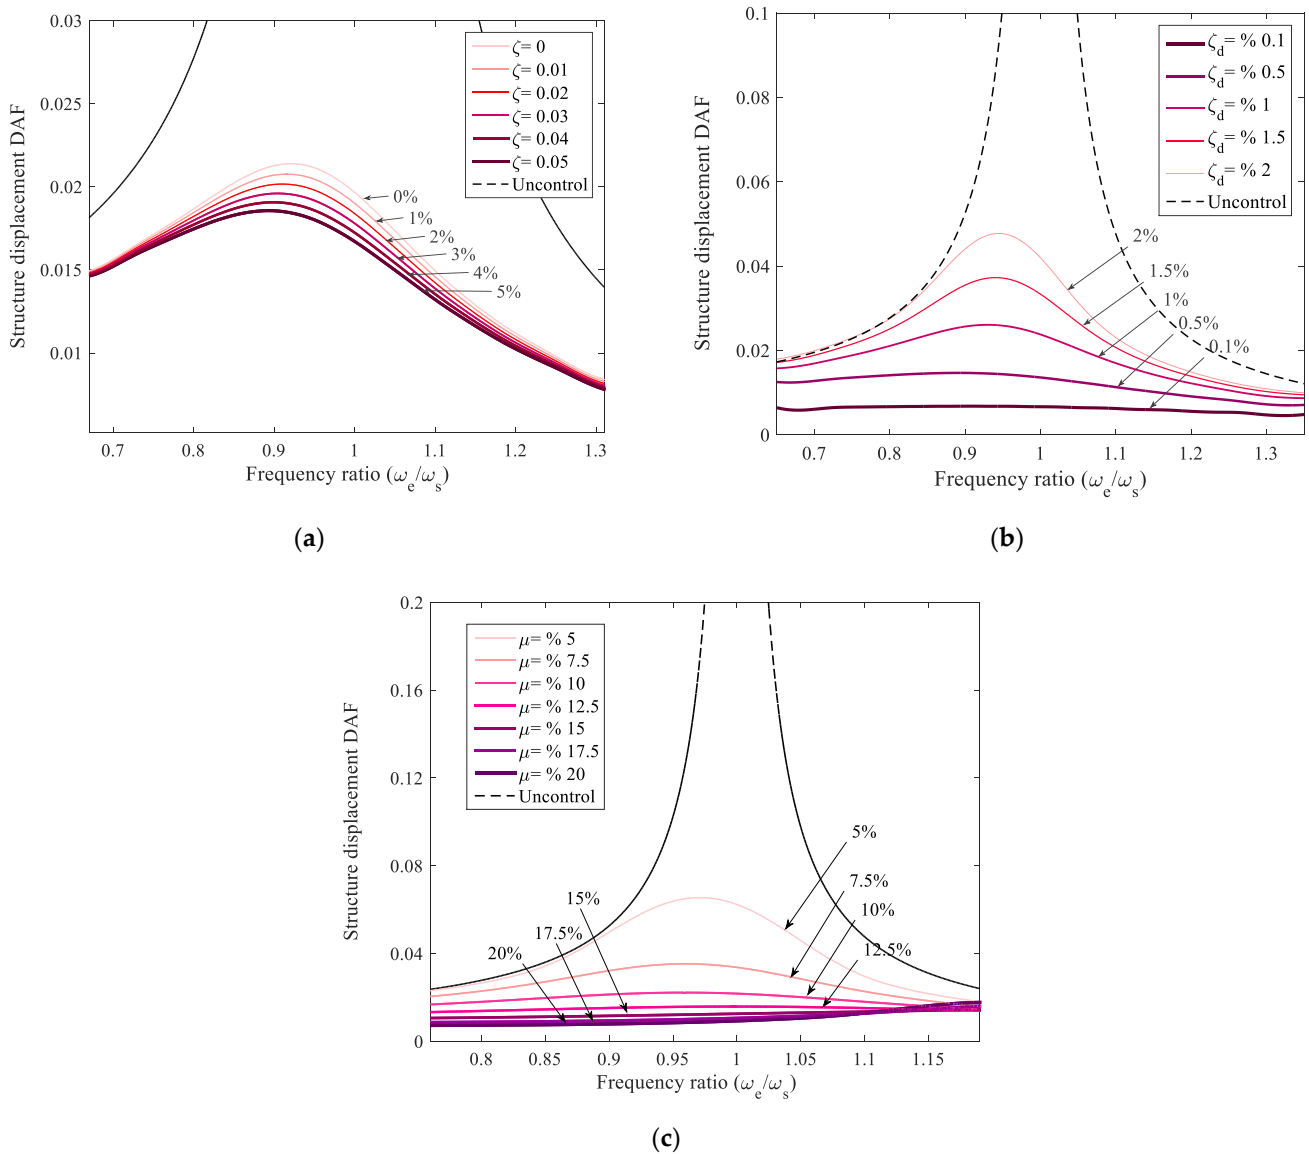 0.03
0.025
0.02
0.015
0.01
Structure displacement DAF
ζ= 0
ζ= 0.01
ζ= 0.02
ζ= 0.03
ζ= 0.04
ζ= 0.05
Uncontrol
0%
1%
2%
3%
4%
5%
0.7 0.8 0.9 1 1.1 1.2 1.3
Frequency ratio (ωe/ωs)
(a)
0.1
0.08
0.06
0.04
0.02
0
Structure displacement DAF
ζd= % 0.1
ζd= % 0.5
ζd= % 1
ζd= % 1.5
ζd= % 2
Uncontrol
2%
1.5%
1%
0.5%
0.1%
0.7 0.8 0.9 1 1.1 1.2 1.3
Frequency ratio (ωe/ωs)
(b)
0.2
0.16
0.12
0.08
0.04
0
Structure displacement DAF
μ= % 5
μ= % 7.5
μ= % 10
μ= % 12.5
μ= % 15
μ= % 17.5
μ= % 20
Uncontrol
5%
7.5%
10%
12.5%
15%
17.5%
20%
0.8 0.85 0.9 0.95 1 1.05 1.1 1.15
Frequency ratio (ωe/ωs)
(c)